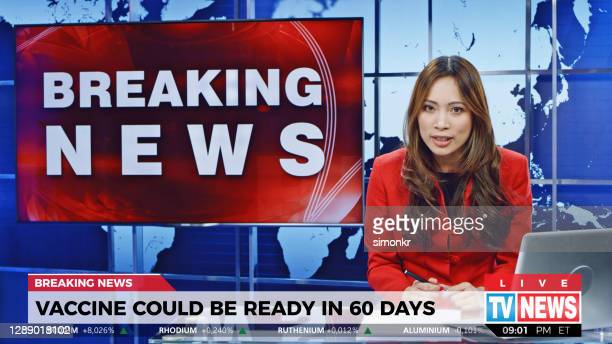 BREAKING
NEWS
gettyimages
simonkr
BREAKING NEWS
VACCINE COULD BE READY IN 60 DAYS
LIVE
TV NEWS
1289018102
+8,026% ▲ RHODIUM +0,240% ▲ RUTHENIUM +0,012% ▲ ALUMINIUM -0,101% 09:01 PM ET